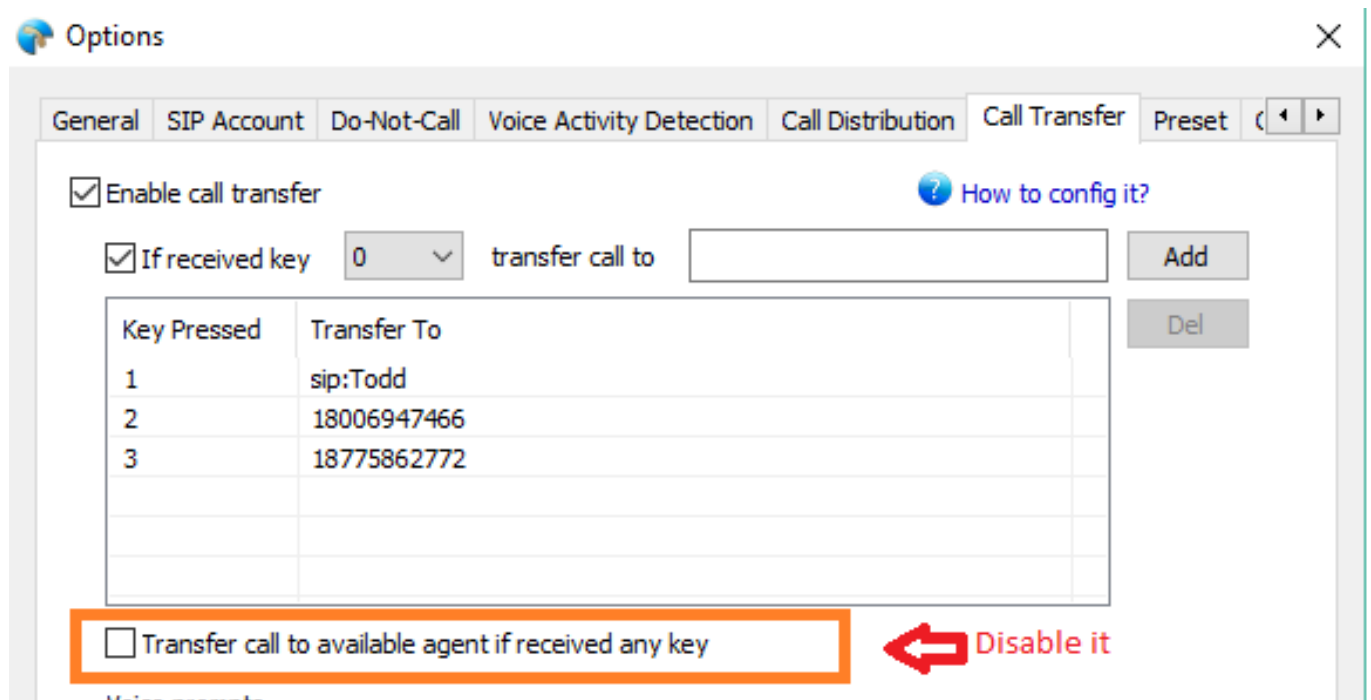 Options
General SIP Account Do-Not-Call Voice Activity Detection Call Distribution Call Transfer Preset
Enable call transfer How to config it?
If received key 0 transfer call to Add
Key Pressed Transfer To Del
1 sip:Todd
2 18006947466
3 18775862772
Transfer call to available agent if received any key Disable it